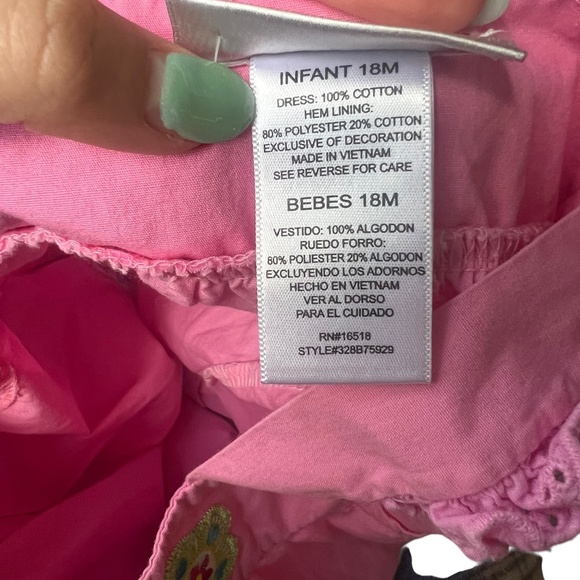 INFANT 18M
DRESS: 100% COTTON
HEM LINING:
80% POLYESTER 20% COTTON
EXCLUSIVE OF DECORATION
MADE IN VIETNAM
SEE REVERSE FOR CARE
BEBES 18M
VESTIDO: 100% ALGODON
RUEDO FORRO:
80% POLIESTER 20% ALGODON
EXCLUYENDO LOS ADORNOS
HECHO EN VIETNAM
VER AL DORSO
PARA EL CUIDADO
RN#16518
STYLE#328B75929